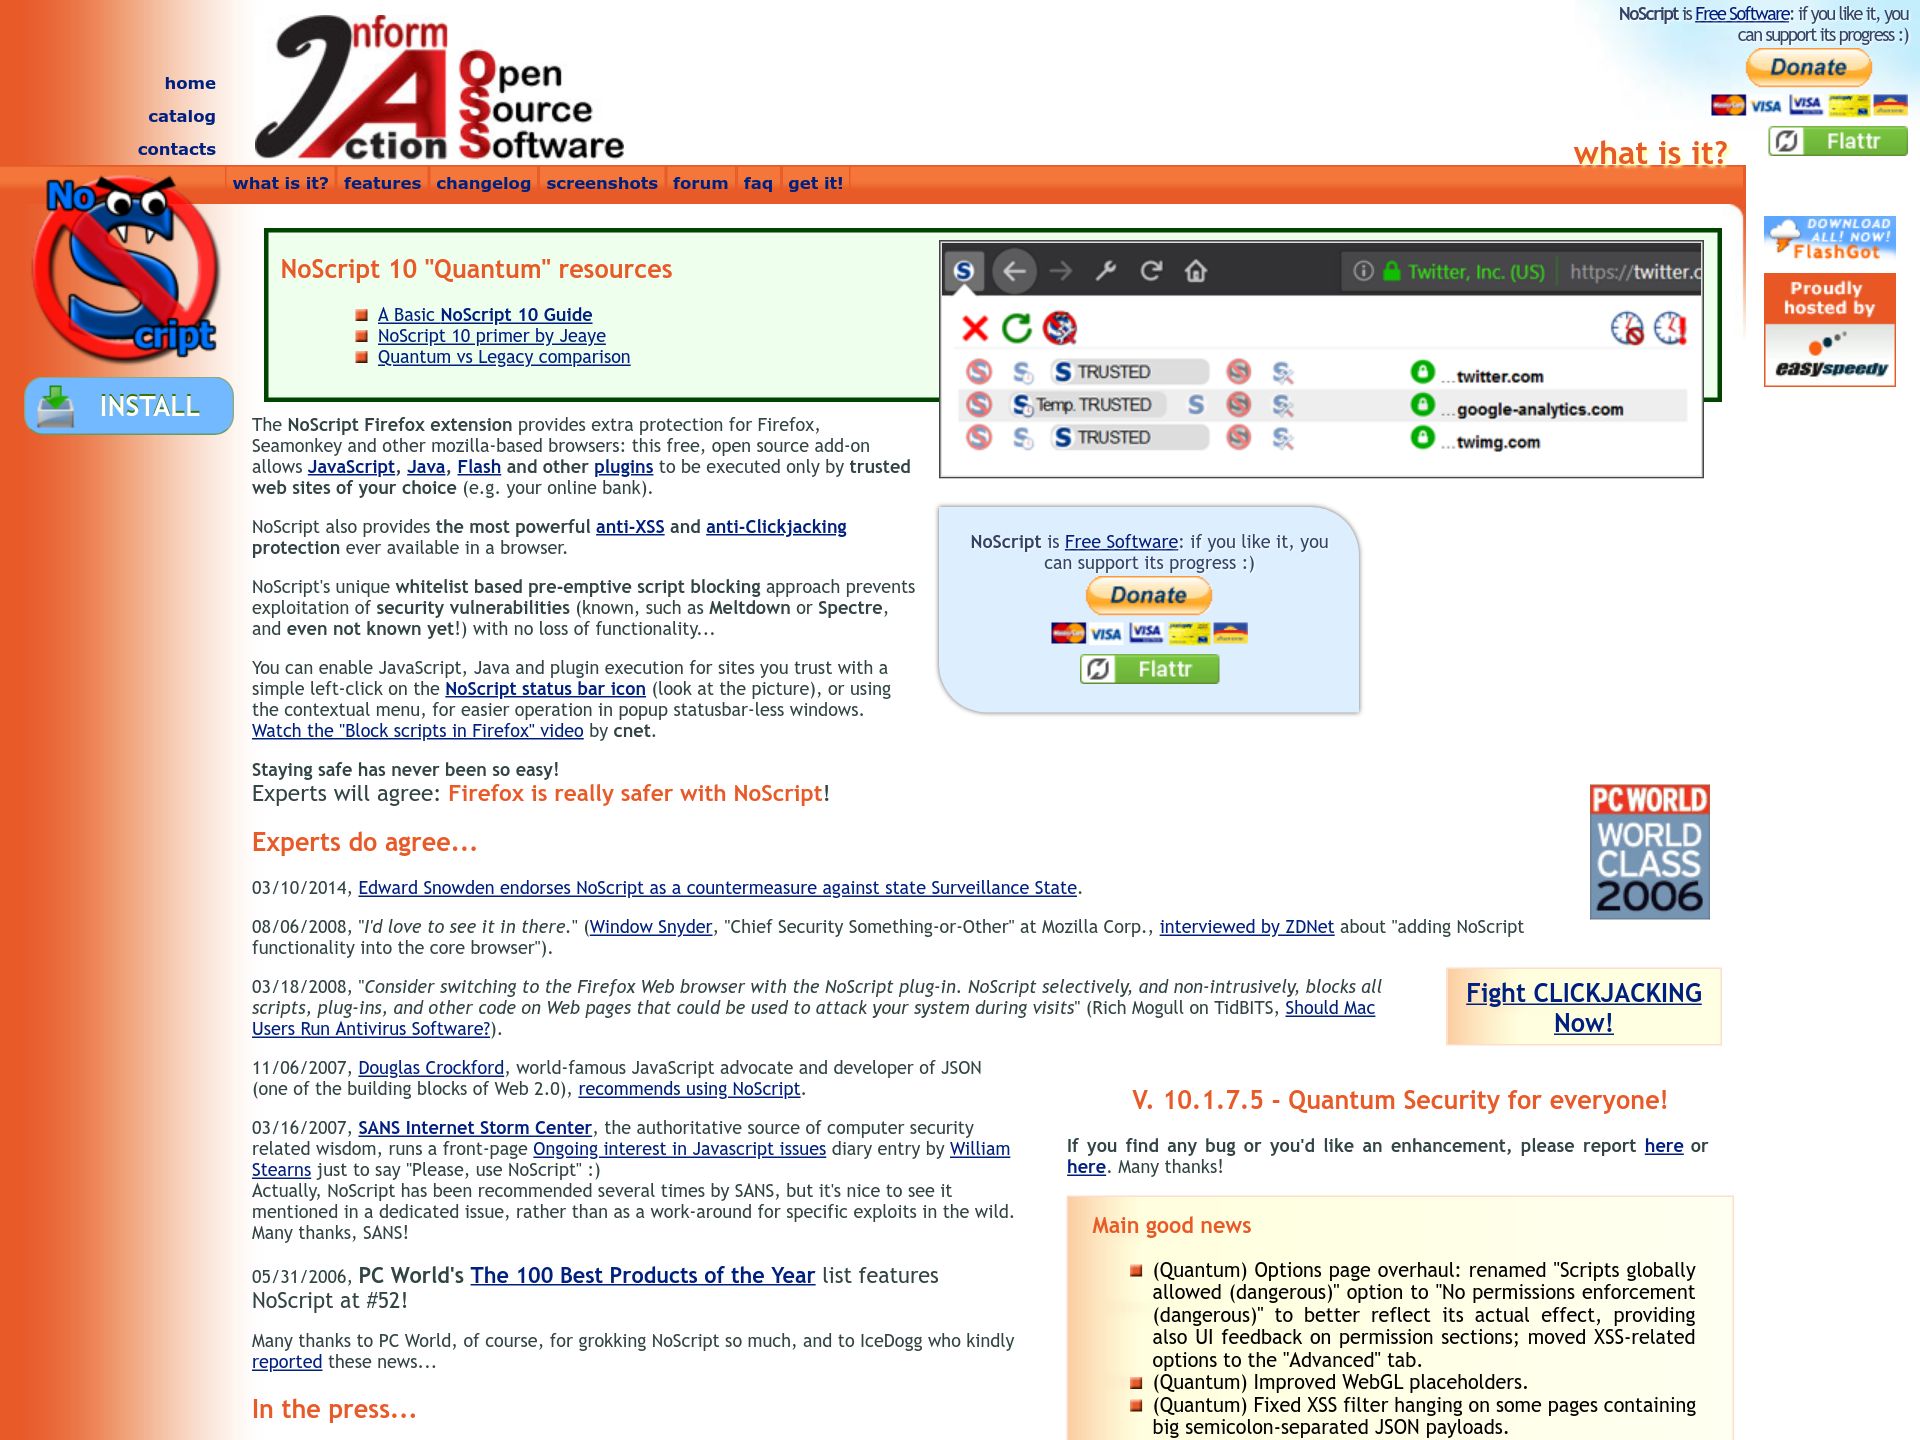 NoScript is Free Software: if you like it, you
can support its progress :)
Donate
VISA
VISA
Flattr
home
catalog
contacts
Inform
Action
Open
Source
Software
what is it?
what is it?
features
changelog
screenshots
forum
faq
get it!
No
Script
INSTALL
DOWNLOAD
ALL! NOW!
FlashGot
Proudly
hosted by
easyspeedy
NoScript 10 "Quantum" resources
A Basic NoScript 10 Guide
NoScript 10 primer by Jeaye
Quantum vs Legacy comparison
Twitter, Inc. (US)
https://twitter.c
TRUSTED
...twitter.com
Temp. TRUSTED
...google-analytics.com
TRUSTED
...twimg.com
The NoScript Firefox extension provides extra protection for Firefox,
Seamonkey and other mozilla-based browsers: this free, open source add-on
allows JavaScript, Java, Flash and other plugins to be executed only by trusted
web sites of your choice (e.g. your online bank).
NoScript also provides the most powerful anti-XSS and anti-Clickjacking
protection ever available in a browser.
NoScript's unique whitelist based pre-emptive script blocking approach prevents
exploitation of security vulnerabilities (known, such as Meltdown or Spectre,
and even not known yet!) with no loss of functionality...
You can enable JavaScript, Java and plugin execution for sites you trust with a
simple left-click on the NoScript status bar icon (look at the picture), or using
the contextual menu, for easier operation in popup statusbar-less windows.
Watch the "Block scripts in Firefox" video by cnet.
Staying safe has never been so easy!
Experts will agree: Firefox is really safer with NoScript!
NoScript is Free Software: if you like it, you
can support its progress :)
Donate
VISA
VISA
Flattr
PC WORLD
WORLD
CLASS
2006
Experts do agree...
03/10/2014, Edward Snowden endorses NoScript as a countermeasure against state Surveillance State.
08/06/2008, "I'd love to see it in there." (Window Snyder, "Chief Security Something-or-Other" at Mozilla Corp., interviewed by ZDNet about "adding NoScript
functionality into the core browser").
03/18/2008, "Consider switching to the Firefox Web browser with the NoScript plug-in. NoScript selectively, and non-intrusively, blocks all
scripts, plug-ins, and other code on Web pages that could be used to attack your system during visits" (Rich Mogull on TidBITS, Should Mac
Users Run Antivirus Software?).
Fight CLICKJACKING
Now!
11/06/2007, Douglas Crockford, world-famous JavaScript advocate and developer of JSON
(one of the building blocks of Web 2.0), recommends using NoScript.
03/16/2007, SANS Internet Storm Center, the authoritative source of computer security
related wisdom, runs a front-page Ongoing interest in Javascript issues diary entry by William
Stearns just to say "Please, use NoScript" :)
Actually, NoScript has been recommended several times by SANS, but it's nice to see it
mentioned in a dedicated issue, rather than as a work-around for specific exploits in the wild.
Many thanks, SANS!
05/31/2006, PC World's The 100 Best Products of the Year list features
NoScript at #52!
Many thanks to PC World, of course, for grokking NoScript so much, and to IceDogg who kindly
reported these news...
In the press...
V. 10.1.7.5 - Quantum Security for everyone!
If you find any bug or you'd like an enhancement, please report here or
here. Many thanks!
Main good news
(Quantum) Options page overhaul: renamed "Scripts globally
allowed (dangerous)" option to "No permissions enforcement
(dangerous)" to better reflect its actual effect, providing
also UI feedback on permission sections; moved XSS-related
options to the "Advanced" tab.
(Quantum) Improved WebGL placeholders.
(Quantum) Fixed XSS filter hanging on some pages containing
big semicolon-separated JSON payloads.